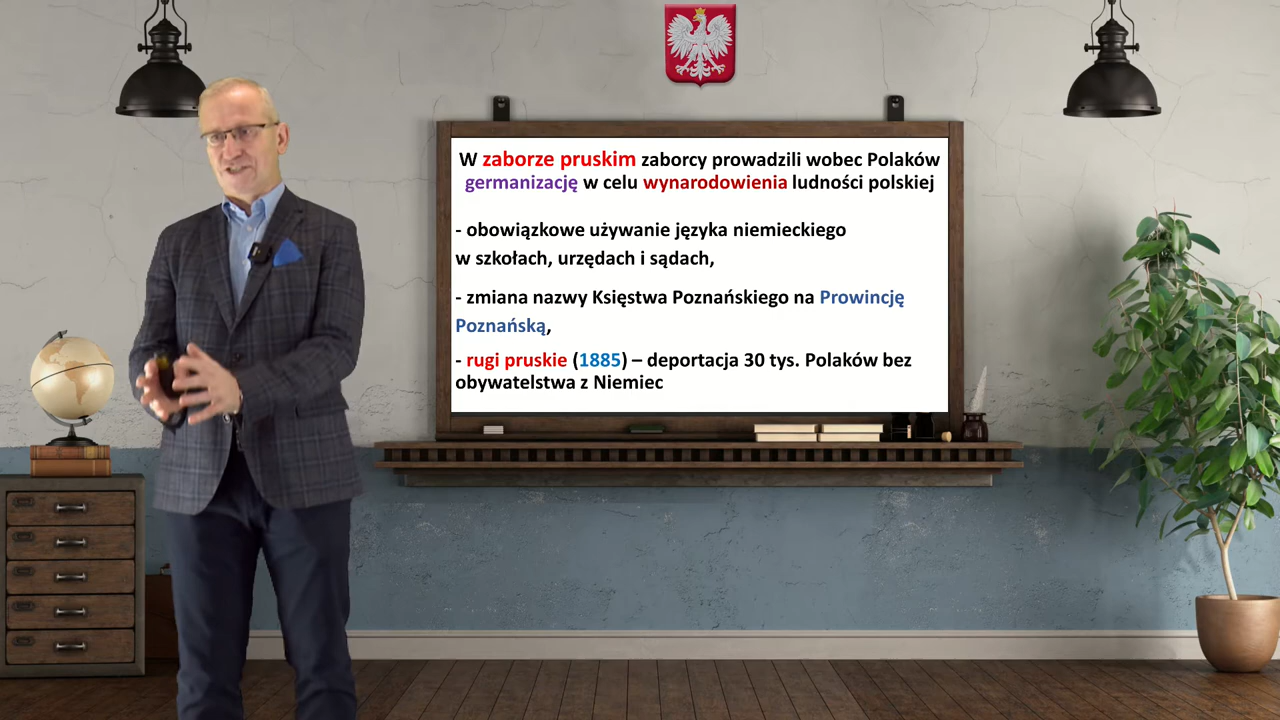 W zaborze pruskim zaborcy prowadzili wobec Polaków
germanizację w celu wynarodowienia ludności polskiej
- obowiązkowe używanie języka niemieckiego
w szkołach, urzędach i sądach,
- zmiana nazwy Księstwa Poznańskiego na Prowincję
Poznańską,
- rugi pruskie (1885) – deportacja 30 tys. Polaków bez
obywatelstwa z Niemiec